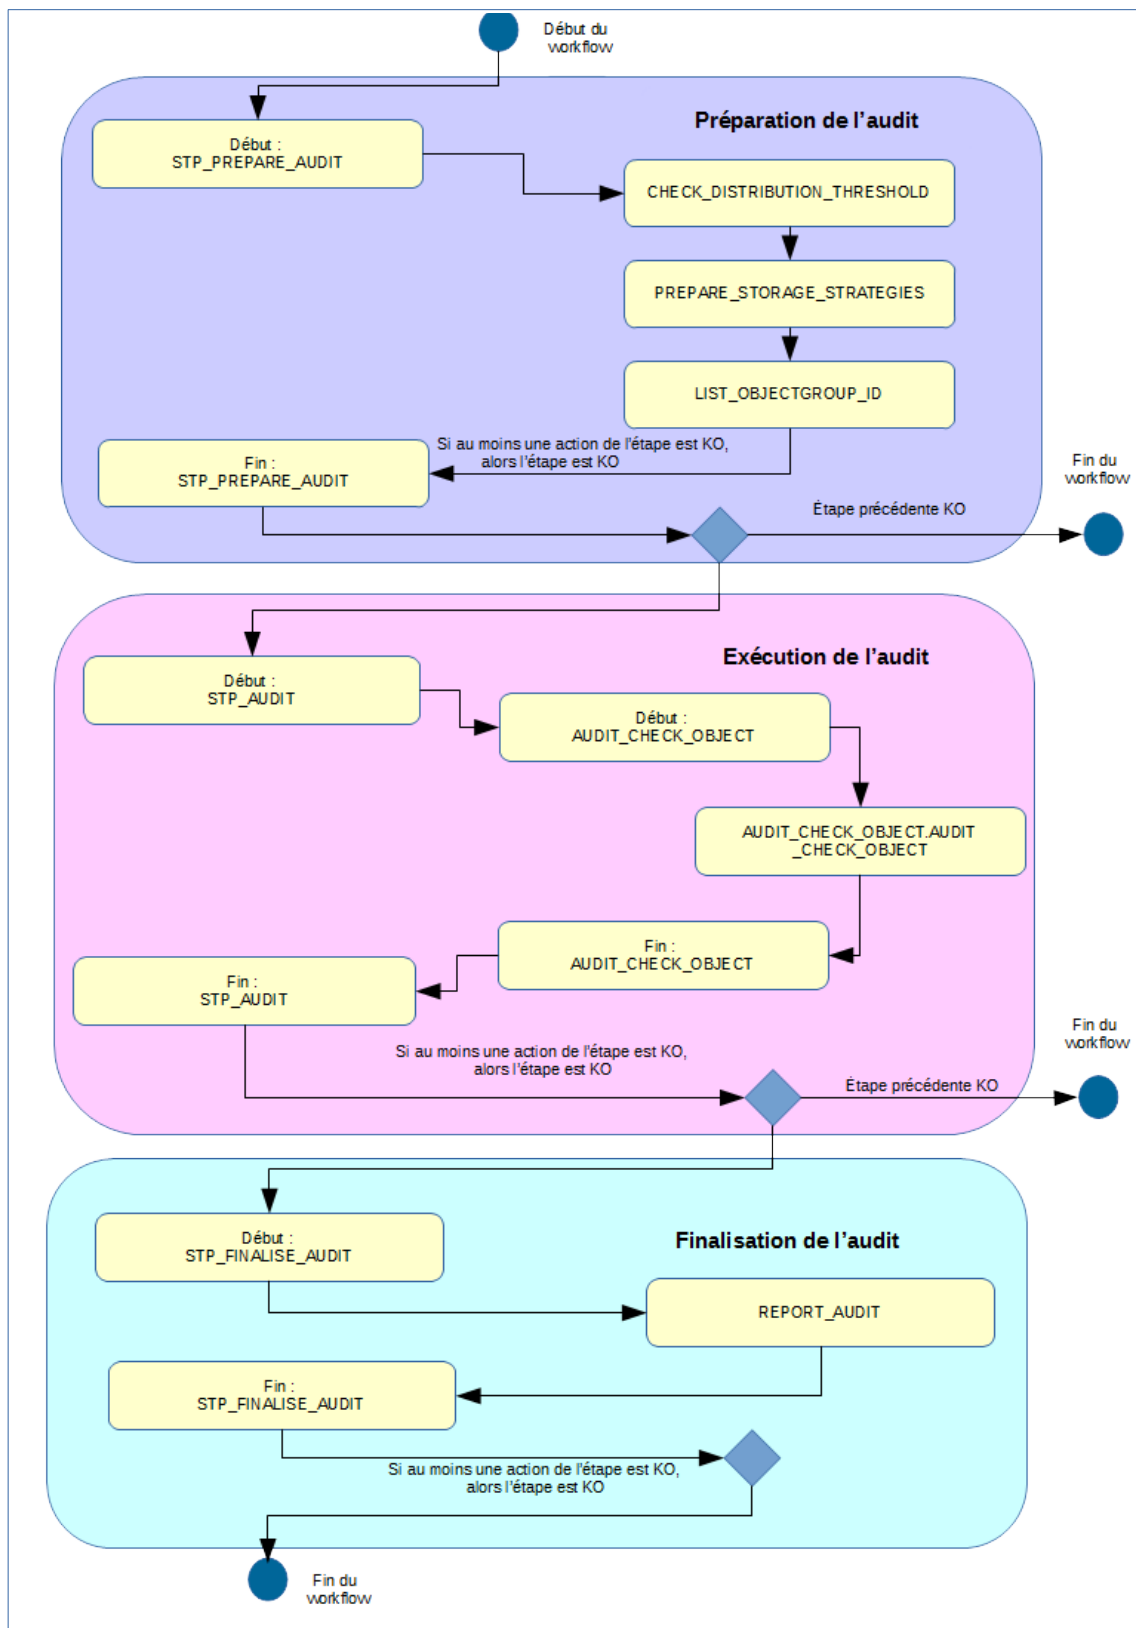 Début du
workflow
Préparation de l'audit
Début :
STP_PREPARE_AUDIT
CHECK_DISTRIBUTION_THRESHOLD
PREPARE_STORAGE_STRATEGIES
LIST_OBJECTGROUP_ID
Si au moins une action de l'étape est KO,
alors l'étape est KO
Fin :
STP_PREPARE_AUDIT
Fin du
workflow
Étape précédente KO
Exécution de l'audit
Début :
STP_AUDIT
Début :
AUDIT_CHECK_OBJECT
AUDIT_CHECK_OBJECT.AUDIT
_CHECK_OBJECT
Fin :
AUDIT_CHECK_OBJECT
Fin :
STP_AUDIT
Fin du
workflow
Si au moins une action de l'étape est KO,
alors l'étape est KO
Étape précédente KO
Début :
STP_FINALISE_AUDIT
Finalisation de l'audit
REPORT_AUDIT
Fin :
STP_FINALISE_AUDIT
Si au moins une action de l'étape est KO,
alors l'étape est KO
Fin du
workflow